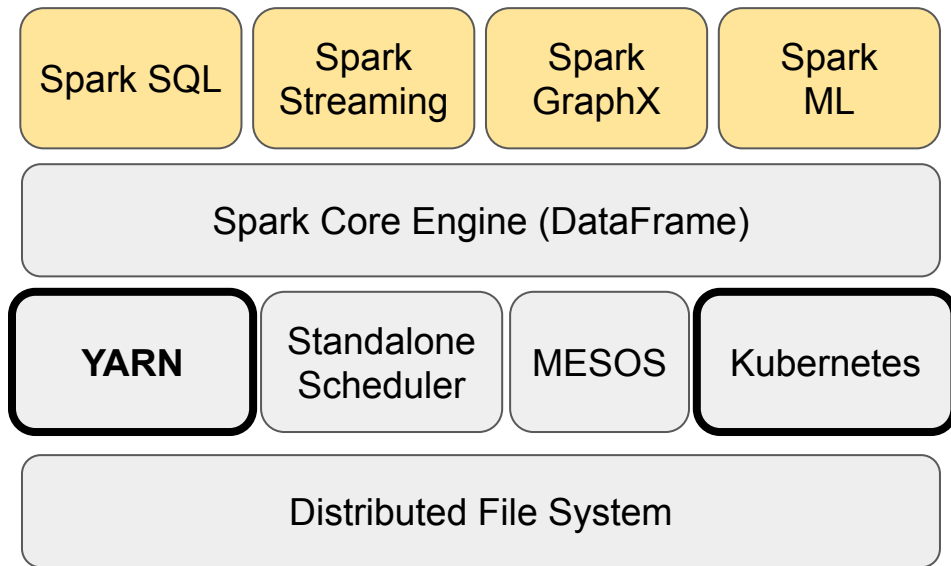 Spark SQL
Spark
Streaming
Spark
GraphX
Spark
ML
Spark Core Engine (DataFrame)
YARN
Standalone
Scheduler
MESOS
Kubernetes
Distributed File System